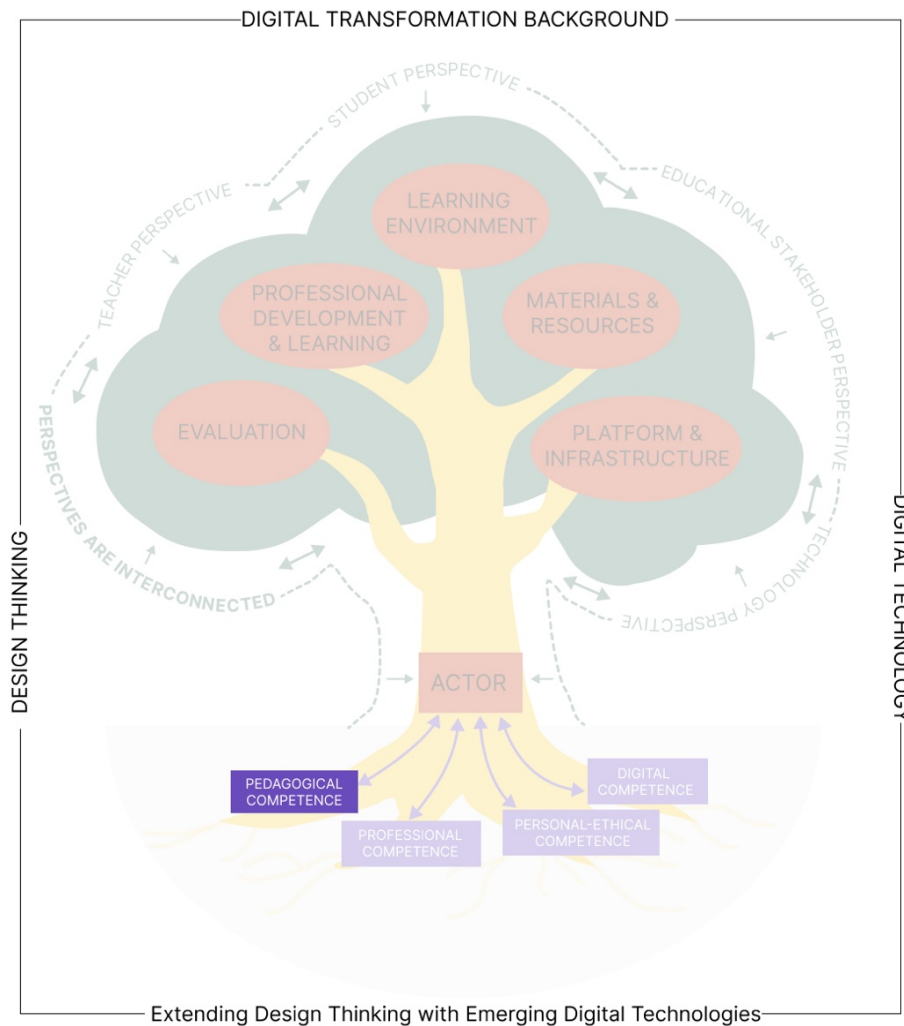 DIGITAL TRANSFORMATION BACKGROUND
STUDENT PERSPECTIVE
TEACHER PERSPECTIVE
EDUCATIONAL STAKEHOLDER PERSPECTIVE
LEARNING
ENVIRONMENT
PROFESSIONAL
DEVELOPMENT
& LEARNING
MATERIALS &
RESOURCES
EVALUATION
PLATFORM &
INFRASTRUCTURE
PERSPECTIVES ARE INTERCONNECTED
TECHNOLOGY PERSPECTIVE
DESIGN THINKING
DIGITAL TECHNOLOGY
ACTOR
PEDAGOGICAL
COMPETENCE
PROFESSIONAL
COMPETENCE
PERSONAL-ETHICAL
COMPETENCE
DIGITAL
COMPETENCE
Extending Design Thinking with Emerging Digital Technologies